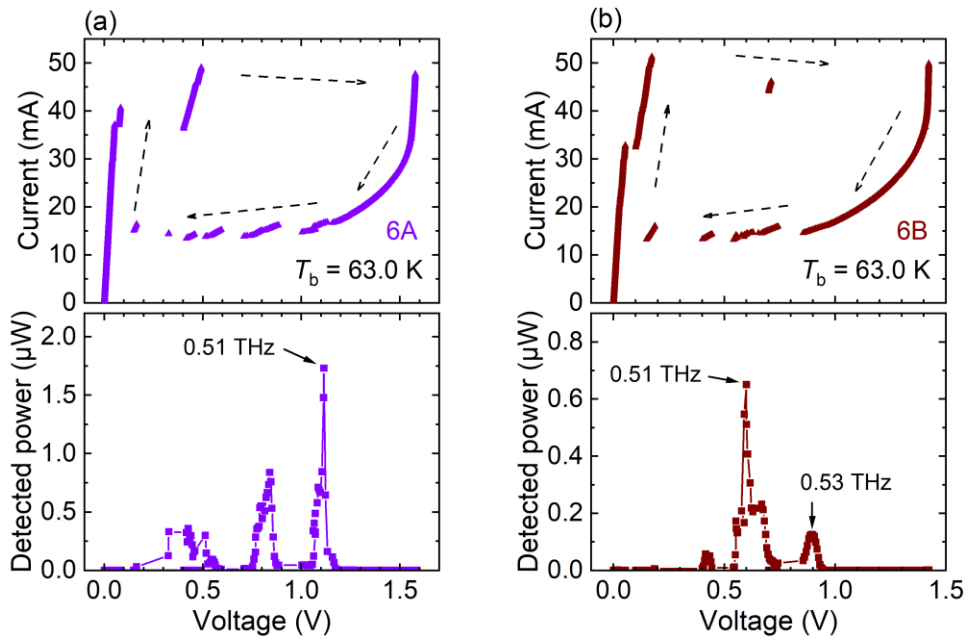 (a)
Current (mA)
50
40
30
20
10
0
6A
T_b = 63.0 K
Detected power (μW)
2.0
1.5
1.0
0.5
0.0
0.51 THz
0.0 0.5 1.0 1.5
Voltage (V)
(b)
Current (mA)
50
40
30
20
10
0
6B
T_b = 63.0 K
Detected power (μW)
0.8
0.6
0.4
0.2
0.0
0.51 THz
0.53 THz
0.0 0.5 1.0 1.5
Voltage (V)